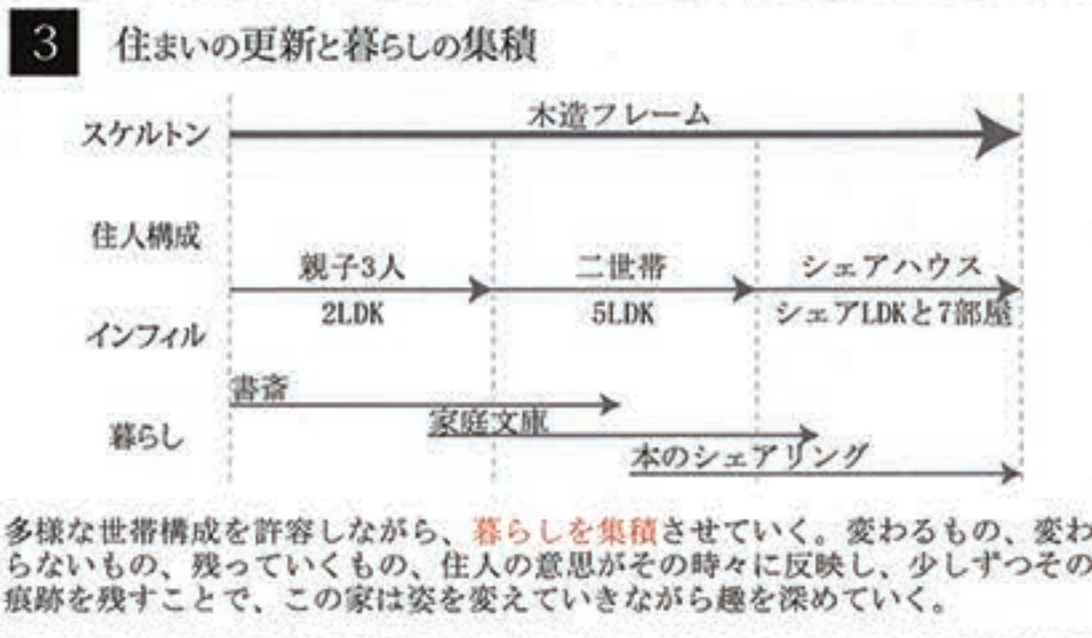 3 住まいの更新と暮らしの集積
木造フレーム
スケルトン
住人構成
親子3人 二世帯 シェアハウス
2LDK 5LDK シェアLDKと7部屋
インフィル
書斎
家庭文庫
暮らし
本のシェアリング
多様な世帯構成を許容しながら、暮らしを集積させていく。変わるもの、変わ
らないもの、残っていくもの、住人の意思がその時々に反映し、少しずつその
痕跡を残すことで、この家は姿を変えていきながら趣を深めていく。